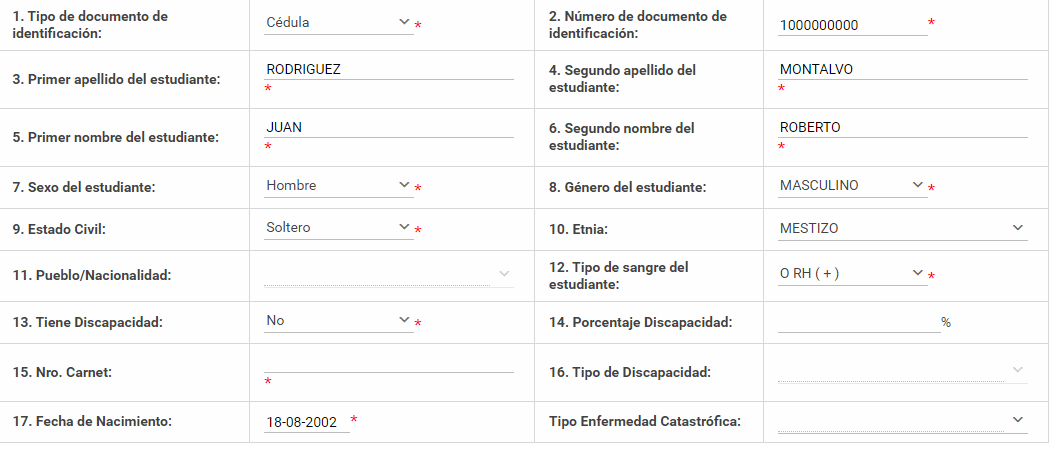 1. Tipo de documento de
identificación:
Cédula
*
2. Número de documento de
identificación:
1000000000
*
3. Primer apellido del estudiante:
RODRIGUEZ
*
4. Segundo apellido del
estudiante:
MONTALVO
*
5. Primer nombre del estudiante:
JUAN
*
6. Segundo nombre del
estudiante:
ROBERTO
*
7. Sexo del estudiante:
Hombre
*
8. Género del estudiante:
MASCULINO
*
9. Estado Civil:
Soltero
*
10. Etnia:
MESTIZO
11. Pueblo/Nacionalidad:
12. Tipo de sangre del
estudiante:
O RH ( + )
*
13. Tiene Discapacidad:
No
*
14. Porcentaje Discapacidad:
%
15. Nro. Carnet:
*
16. Tipo de Discapacidad:
17. Fecha de Nacimiento:
18-08-2002
*
Tipo Enfermedad Catastrófica: